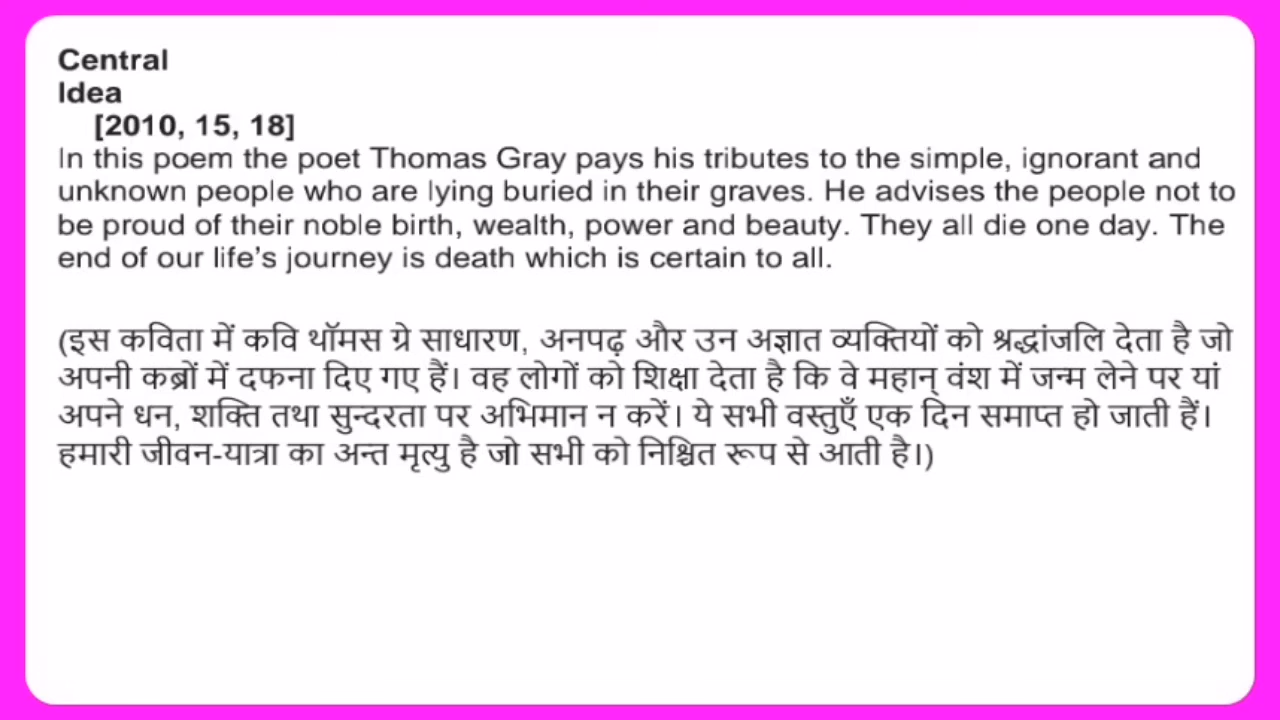 Central
Idea
[2010, 15, 18]
In this poem the poet Thomas Gray pays his tributes to the simple, ignorant and
unknown people who are lying buried in their graves. He advises the people not to
be proud of their noble birth, wealth, power and beauty. They all die one day. The
end of our life's journey is death which is certain to all.
(इस कविता में कवि थॉमस ग्रे साधारण, अनपढ़ और उन अज्ञात व्यक्तियों को श्रद्धांजलि देता है जो
अपनी कब्रों में दफना दिए गए हैं। वह लोगों को शिक्षा देता है कि वे महान् वंश में जन्म लेने पर यां
अपने धन, शक्ति तथा सुन्दरता पर अभिमान न करें। ये सभी वस्तुएँ एक दिन समाप्त हो जाती हैं।
हमारी जीवन-यात्रा का अन्त मृत्यु है जो सभी को निश्चित रूप से आती है।)